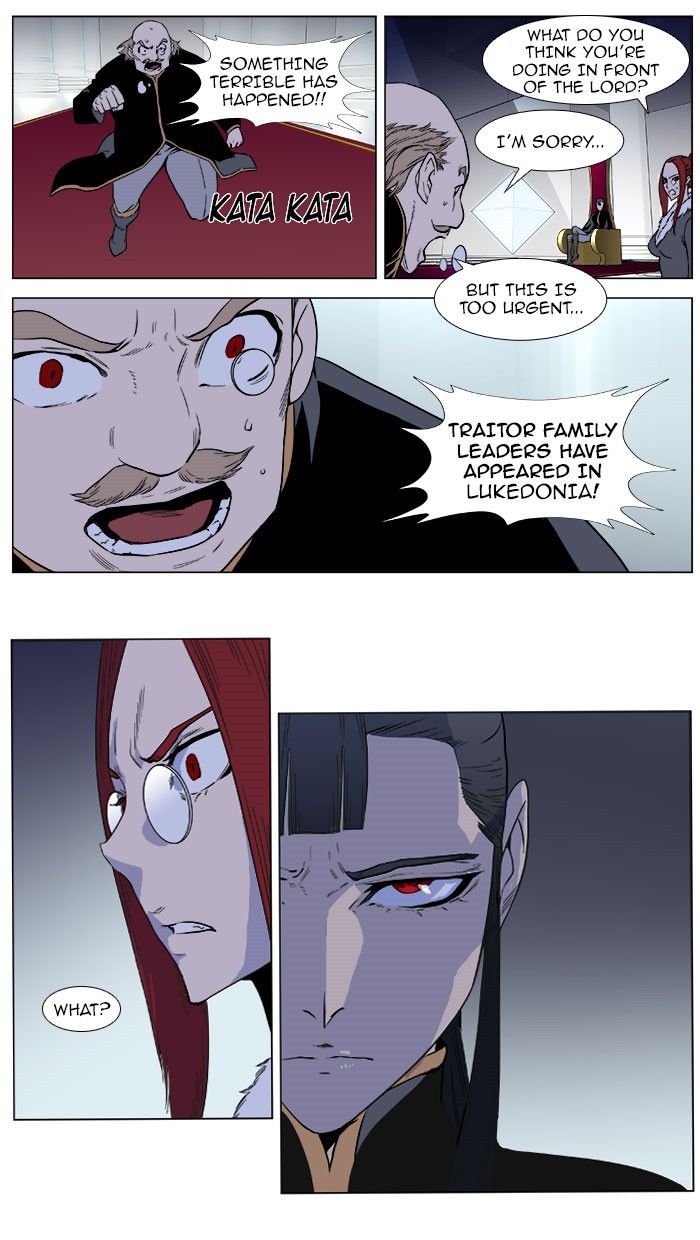 SOMETHING
TERRIBLE HAS
HAPPENED!!
KATA KATA
WHAT DO YOU
THINK YOU'RE
DOING IN FRONT
OF THE LORD?
I'M SORRY...
BUT THIS IS
TOO URGENT...
TRAITOR FAMILY
LEADERS HAVE
APPEARED IN
LUKEDONIA!
WHAT?